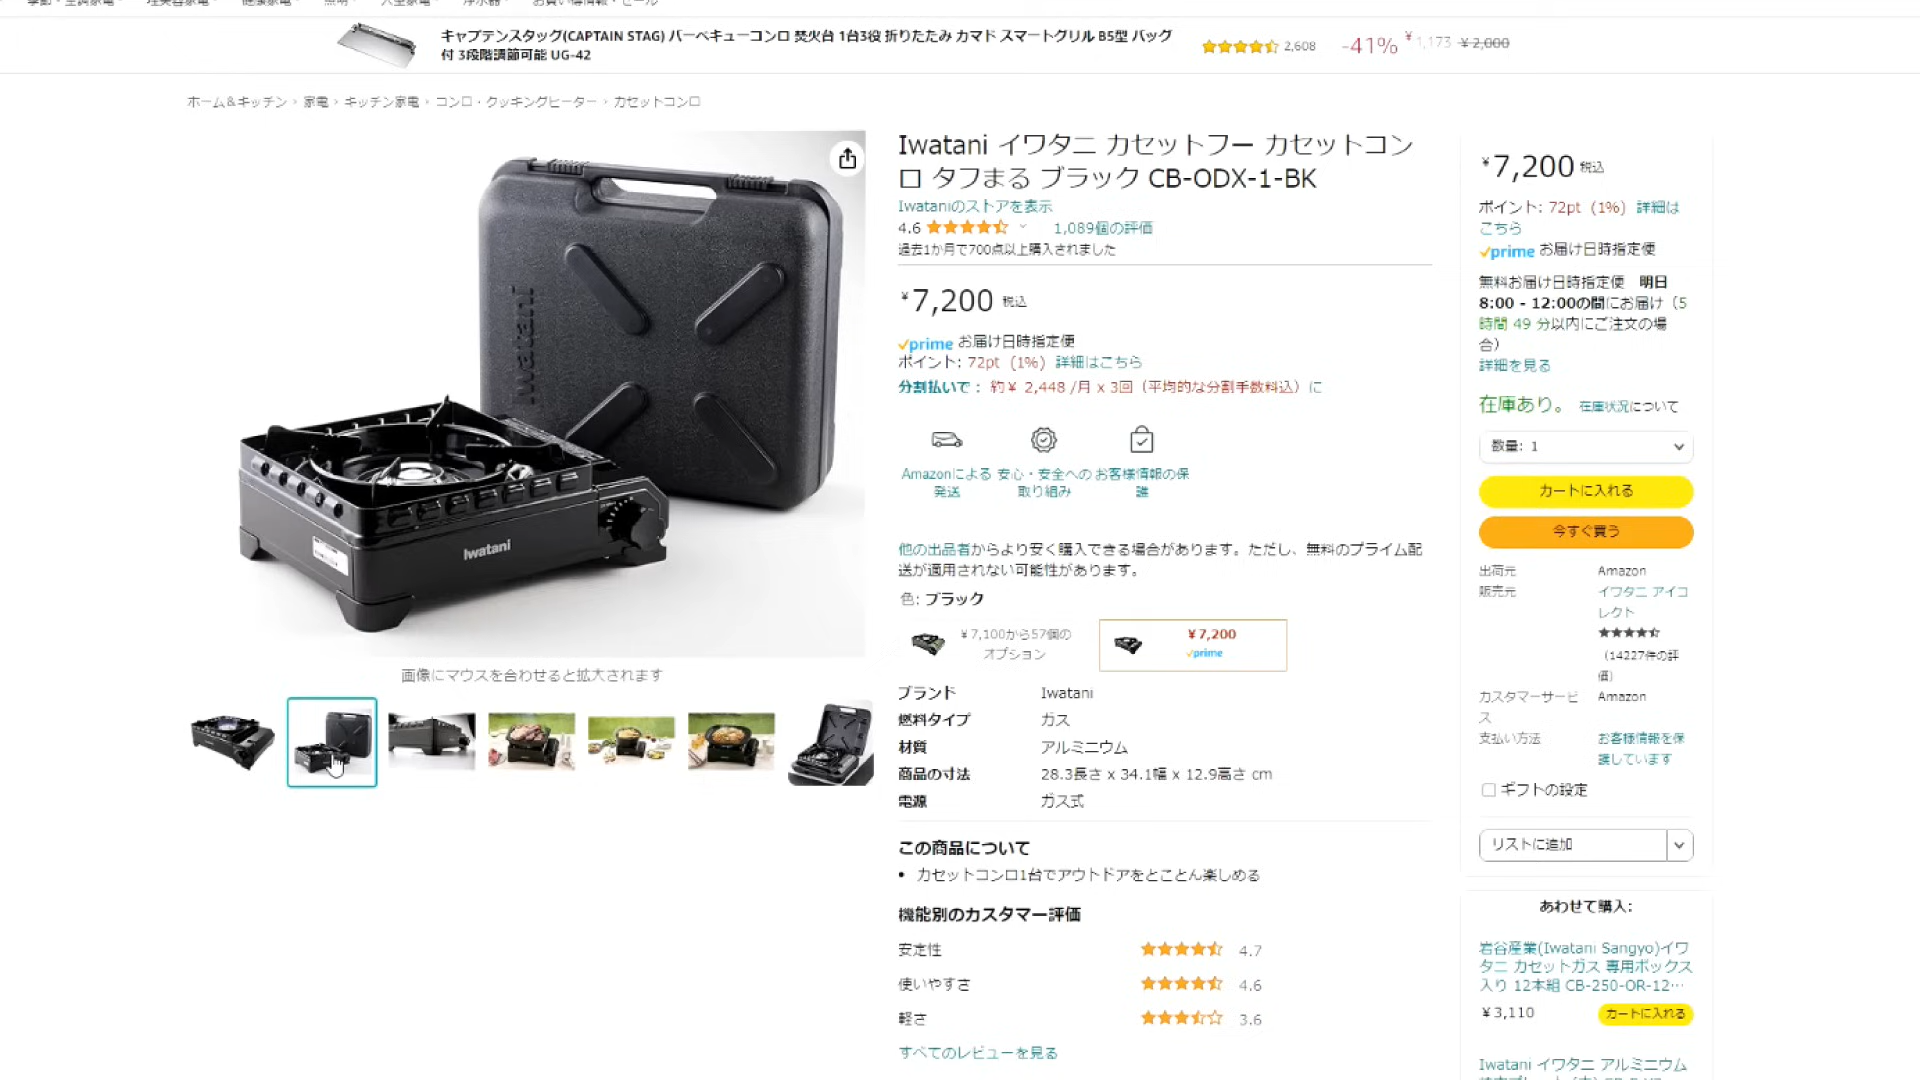 キャプテンスタッグ(CAPTAIN STAG) バーベキューコンロ 焚火台 1台3役 折りたたみ カマド スマートグリル B5型 バッグ
付 3段階調節可能 UG-42
2,608
-41% ¥1,173 ¥2,000
ホーム&キッチン › 家電 › キッチン家電 › コンロ・クッキングヒーター › カセットコンロ
Iwatani
Iwatani
画像にマウスを合わせると拡大されます
Iwatani イワタニ カセットフー カセットコン
ロ タフまる ブラック CB-ODX-1-BK
Iwataniのストアを表示
4.6 1,089個の評価
過去1か月で700点以上購入されました
¥7,200 税込
prime お届け日時指定便
ポイント: 72pt (1%) 詳細はこちら
分割払いで : 約¥ 2,448 /月 x 3回 (平均的な分割手数料込) に
Amazonによる
発送
安心・安全への
取り組み
お客様情報の保
護
他の出品者からより安く購入できる場合があります。ただし、無料のプライム配
送が適用されない可能性があります。
色: ブラック
¥7,100から57個の
オプション
¥7,200
prime
ブランド Iwatani
燃料タイプ ガス
材質 アルミニウム
商品の寸法 28.3長さ x 34.1幅 x 12.9高さ cm
電源 ガス式
この商品について
• カセットコンロ1台でアウトドアをとことん楽しめる
機能別のカスタマー評価
安定性 4.7
使いやすさ 4.6
軽さ 3.6
すべてのレビューを見る
¥7,200 税込
ポイント: 72pt (1%) 詳細は
こちら
prime お届け日時指定便
無料お届け日時指定便 明日
8:00 - 12:00の間にお届け(5
時間 49 分以内にご注文の場
合)
詳細を見る
在庫あり。 在庫状況について
数量: 1
カートに入れる
今すぐ買う
出荷元 Amazon
販売元 イワタニ アイコ
レクト
(14227件の評
価)
カスタマーサービ
ス Amazon
支払い方法 お客様情報を保
護しています
ギフトの設定
リストに追加
あわせて購入:
岩谷産業(Iwatani Sangyo)イワ
タニ カセットガス 専用ボックス
入り 12本組 CB-250-OR-12…
¥3,110 カートに入れる
Iwatani イワタニ アルミニウム